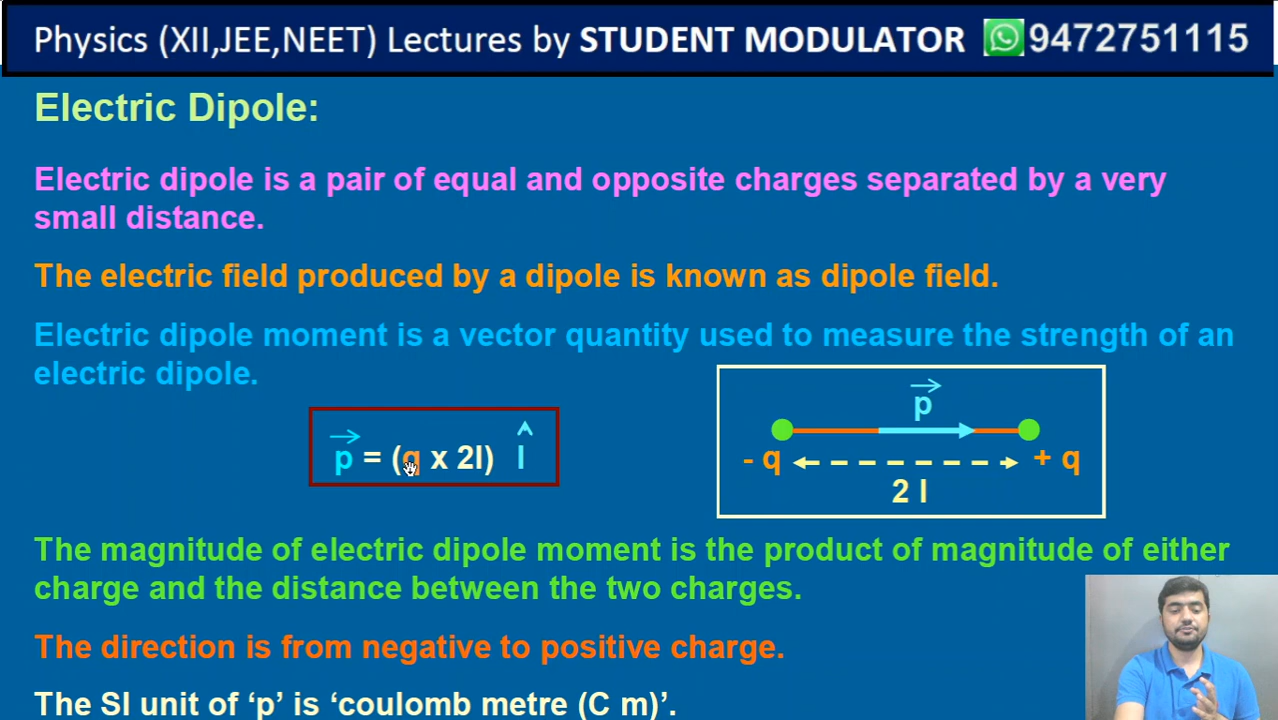 Physics (XII,JEE,NEET) Lectures by STUDENT MODULATOR 9472751115
Electric Dipole:
Electric dipole is a pair of equal and opposite charges separated by a very
small distance.
The electric field produced by a dipole is known as dipole field.
Electric dipole moment is a vector quantity used to measure the strength of an
electric dipole.
p⃗ = (q x 2l) l̂
p⃗
- q
+ q
2 l
The magnitude of electric dipole moment is the product of magnitude of either
charge and the distance between the two charges.
The direction is from negative to positive charge.
The SI unit of ‘p’ is ‘coulomb metre (C m)’.